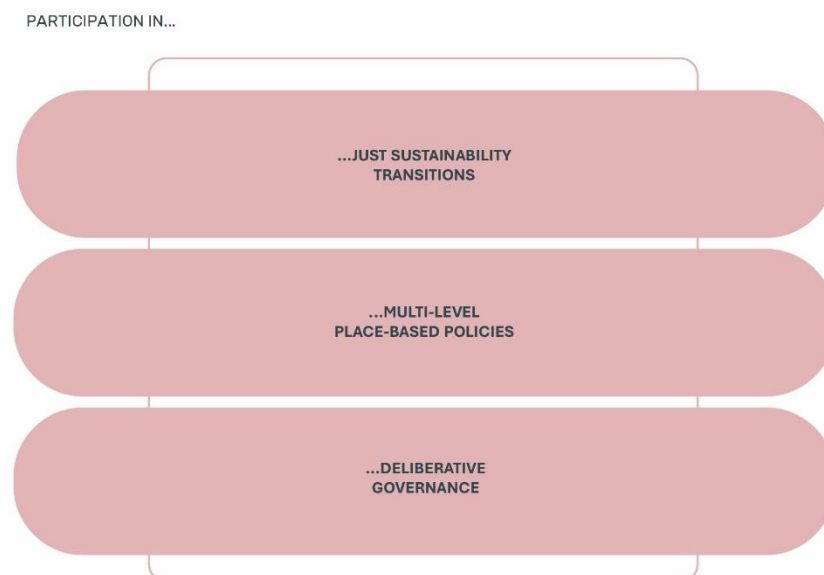 PARTICIPATION IN...
...JUST SUSTAINABILITY
TRANSITIONS
...MULTI-LEVEL
PLACE-BASED POLICIES
...DELIBERATIVE
GOVERNANCE